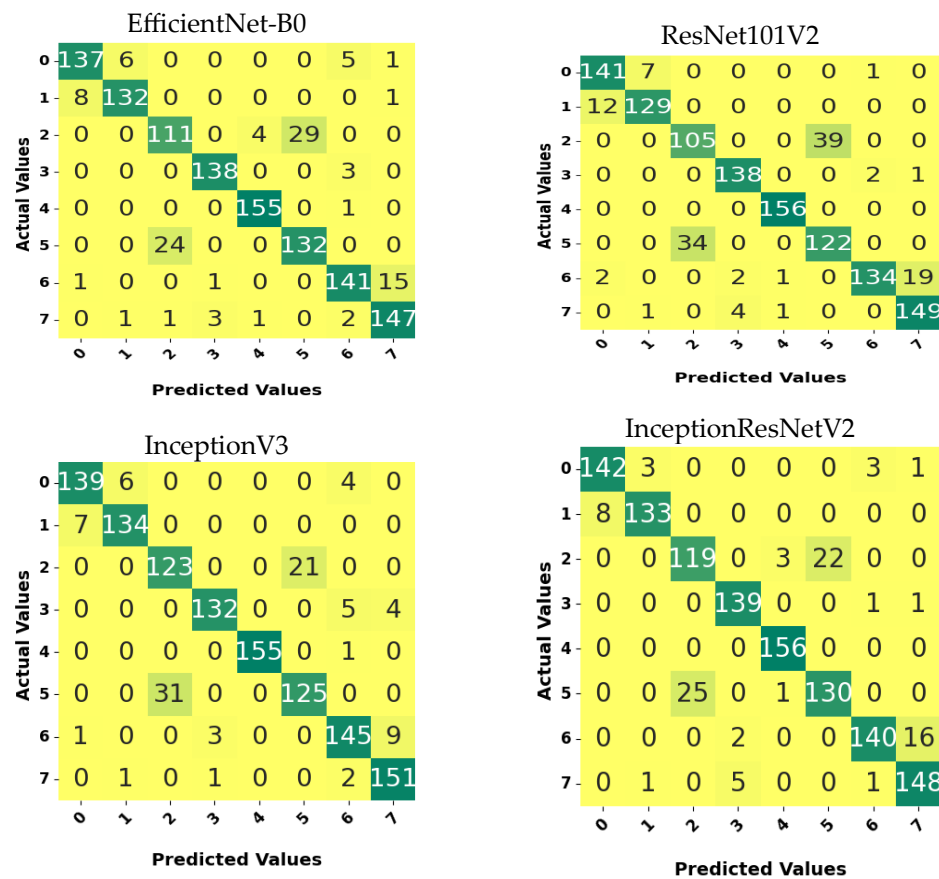 EfficientNet-B0
Actual Values
0 137 6 0 0 0 0 5 1
1 8 132 0 0 0 0 0 1
2 0 0 111 0 4 29 0 0
3 0 0 0 138 0 0 3 0
4 0 0 0 0 155 0 1 0
5 0 0 24 0 0 132 0 0
6 1 0 0 1 0 0 141 15
7 0 1 1 3 1 0 2 147
0 1 2 3 4 5 6 7
Predicted Values
ResNet101V2
Actual Values
0 141 7 0 0 0 0 1 0
1 12 129 0 0 0 0 0 0
2 0 0 105 0 0 39 0 0
3 0 0 0 138 0 0 2 1
4 0 0 0 0 156 0 0 0
5 0 0 34 0 0 122 0 0
6 2 0 0 2 1 0 134 19
7 0 1 0 4 1 0 0 149
0 1 2 3 4 5 6 7
Predicted Values
InceptionV3
Actual Values
0 139 6 0 0 0 0 4 0
1 7 134 0 0 0 0 0 0
2 0 0 123 0 0 21 0 0
3 0 0 0 132 0 0 5 4
4 0 0 0 0 155 0 1 0
5 0 0 31 0 0 125 0 0
6 1 0 0 3 0 0 145 9
7 0 1 0 1 0 0 2 151
0 1 2 3 4 5 6 7
Predicted Values
InceptionResNetV2
Actual Values
0 142 3 0 0 0 0 3 1
1 8 133 0 0 0 0 0 0
2 0 0 119 0 3 22 0 0
3 0 0 0 139 0 0 1 1
4 0 0 0 0 156 0 0 0
5 0 0 25 0 1 130 0 0
6 0 0 0 2 0 0 140 16
7 0 1 0 5 0 0 1 148
0 1 2 3 4 5 6 7
Predicted Values